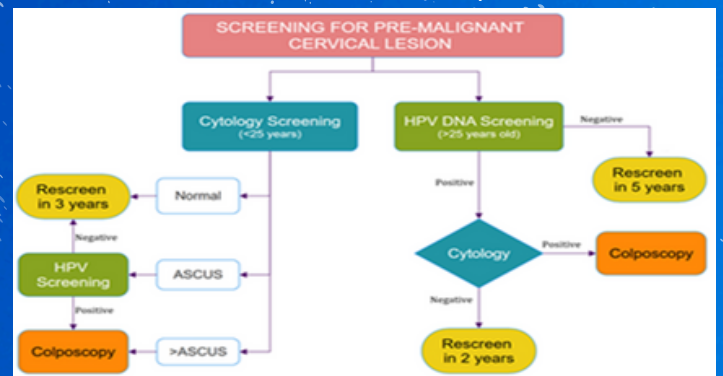 SCREENING FOR PRE-MALIGNANT
CERVICAL LESION
Cytology Screening
(<25 years)
HPV DNA Screening
(>25 years old)
Negative
Rescreen
in 5 years
Rescreen
in 3 years
Normal
Negative
HPV
Screening
ASCUS
Positive
Colposcopy
>ASCUS
Positive
Cytology
Positive
Colposcopy
Negative
Rescreen
in 2 years